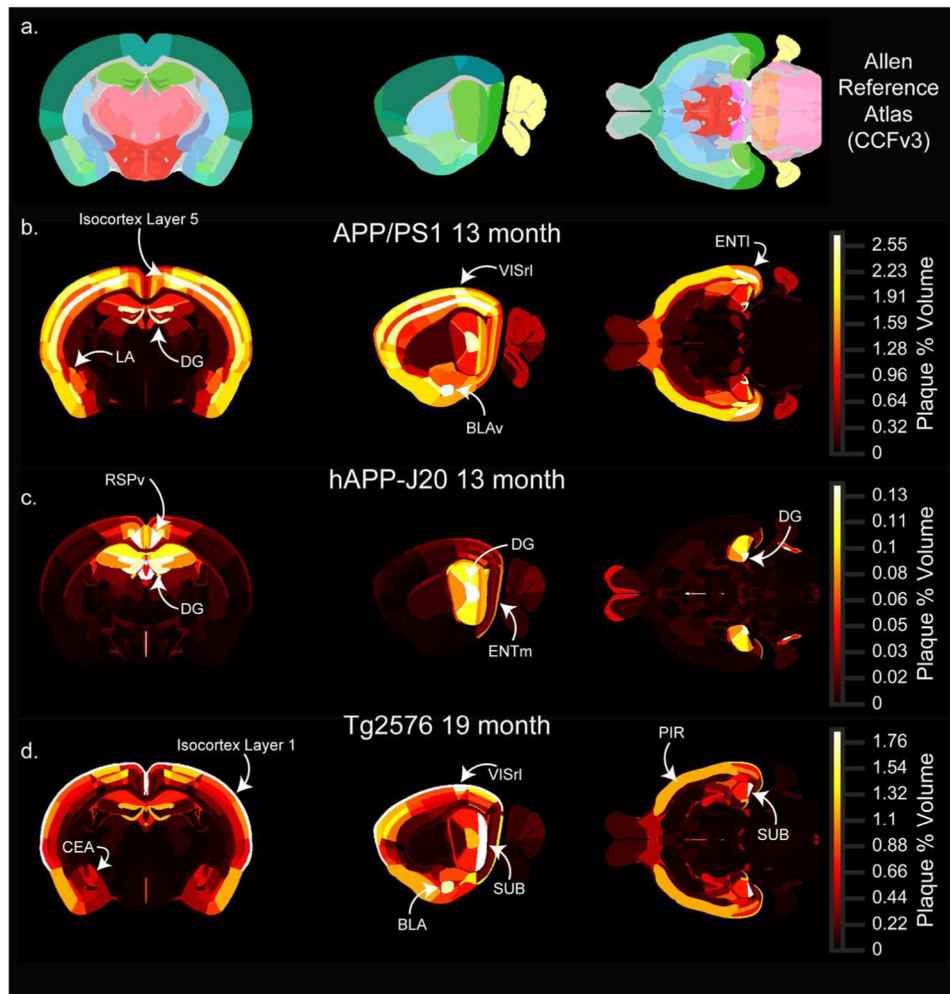 a.
Allen
Reference
Atlas
(CCFv3)
b.
Isocortex Layer 5
APP/PS1 13 month
VISrl
ENTl
LA
DG
BLAv
2.55
2.23
1.91
1.59
1.28
0.96
0.64
0.32
0
Plaque % Volume
c.
RSPv
hAPP-J20 13 month
DG
DG
DG
ENTm
0.13
0.11
0.1
0.08
0.06
0.05
0.03
0.02
0
Plaque % Volume
d.
Isocortex Layer 1
Tg2576 19 month
VISrl
PIR
CEA
SUB
SUB
BLA
1.76
1.54
1.32
1.1
0.88
0.66
0.44
0.22
0
Plaque % Volume